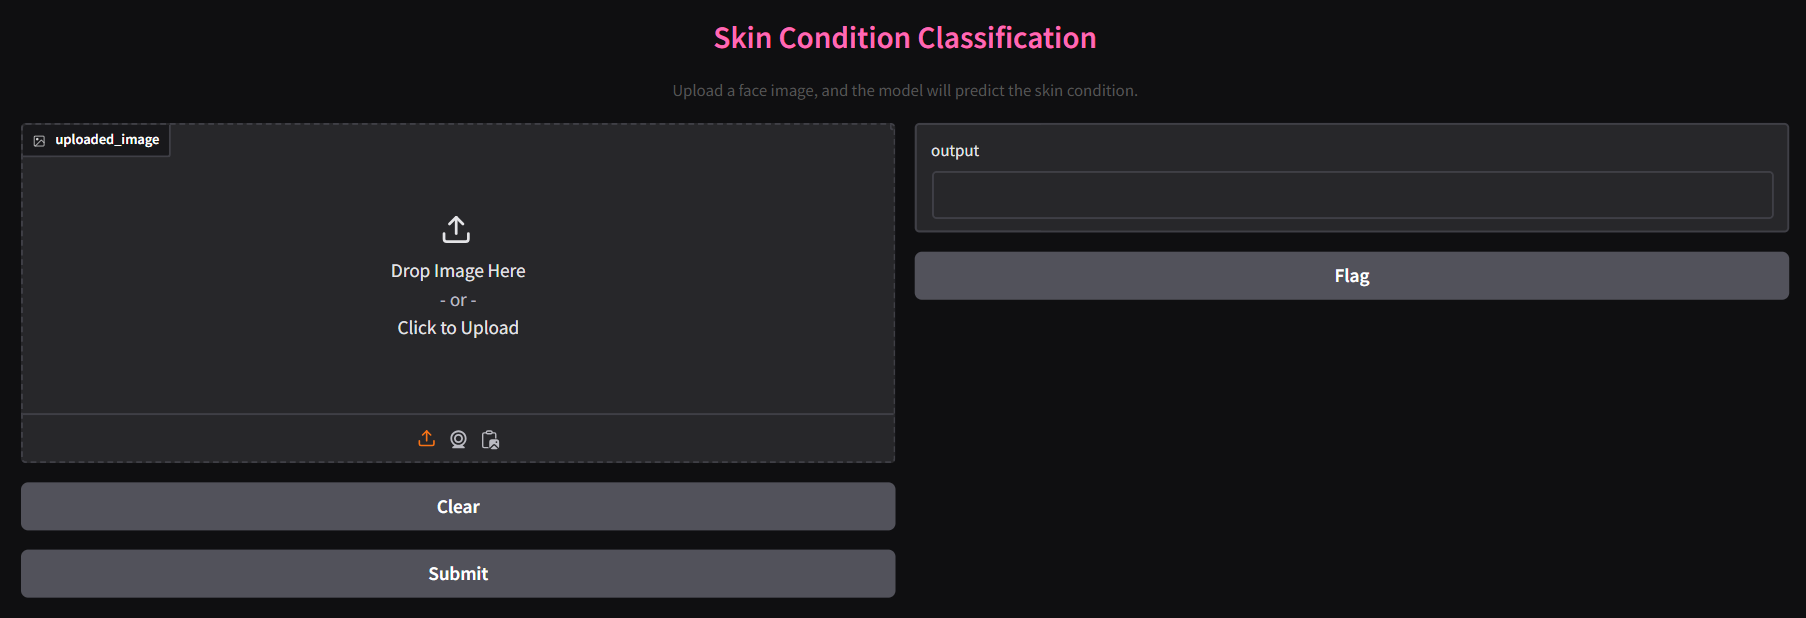 Skin Condition Classification
Upload a face image, and the model will predict the skin condition.
uploaded_image
Drop Image Here
- or -
Click to Upload
Clear
Submit
output
Flag